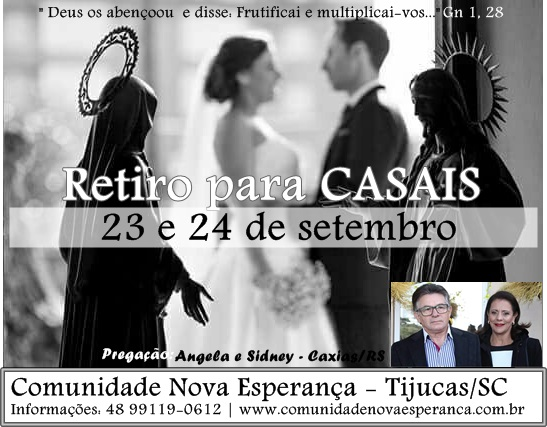 " Deus os abençoou e disse: Frutificai e multiplicai-vos..." Gn 1, 28
Retiro para CASAIS
23 e 24 de setembro
Pregação: Angela e Sidney - Caxias/RS
Comunidade Nova Esperança - Tijucas/SC
Informações: 48 99119-0612 | www.comunidadenovaesperanca.com.br